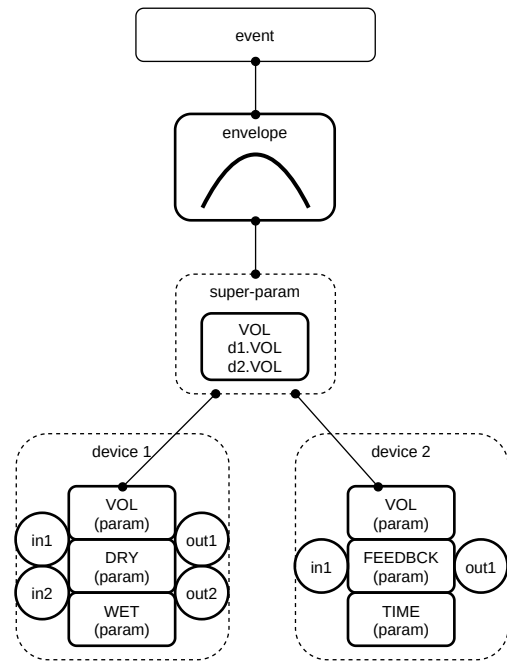 event
envelope
super-param
VOL
d1.VOL
d2.VOL
device 1
VOL
(param)
in1
out1
DRY
(param)
in2
out2
WET
(param)
device 2
VOL
(param)
in1
FEEDBCK
(param)
out1
TIME
(param)